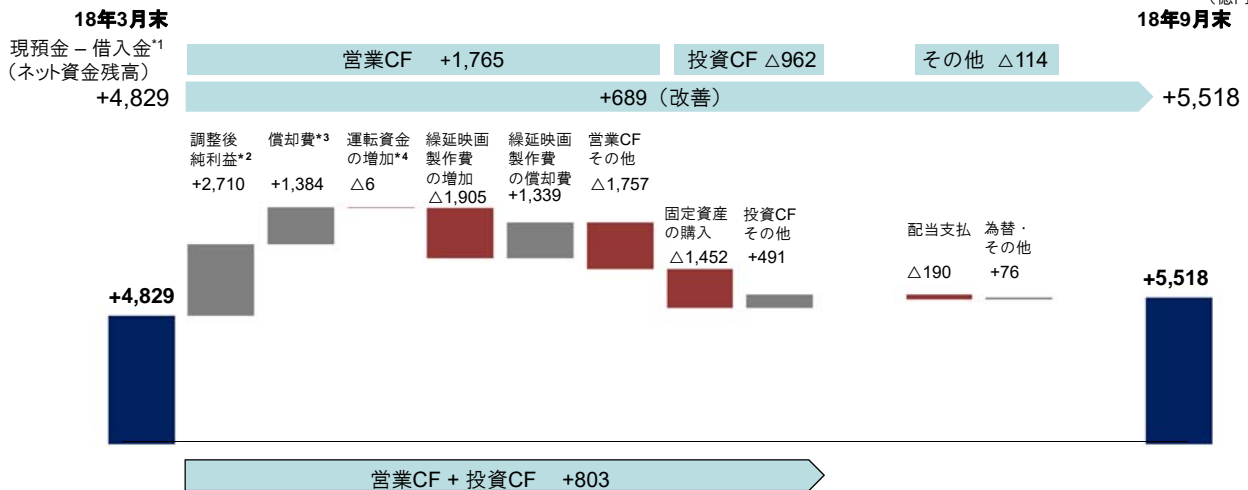 18年3月末
18年9月末
現預金 – 借入金*1
(ネット資金残高)
+4,829
営業CF +1,765
投資CF △962
その他 △114
+689(改善)
+5,518
調整後
純利益*2
+2,710
償却費*3
+1,384
運転資金
の増加*4
△6
繰延映画
製作費
の増加
△1,905
繰延映画
製作費
の償却費
+1,339
営業CF
その他
△1,757
固定資産
の購入
△1,452
投資CF
その他
+491
配当支払
△190
為替・
その他
+76
+4,829
+5,518
営業CF + 投資CF +803